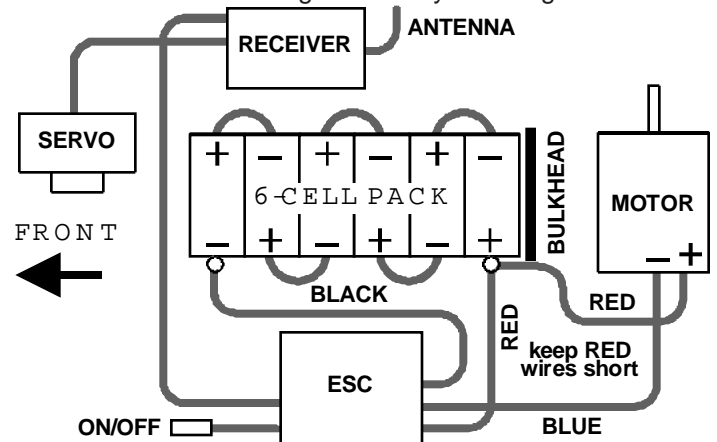 RECEIVER
ANTENNA
SERVO
+ − + − + −
6-CELL PACK
− + − + − +
BULKHEAD
MOTOR
− +
FRONT
BLACK
RED
RED
keep RED
wires short
ESC
ON/OFF
BLUE